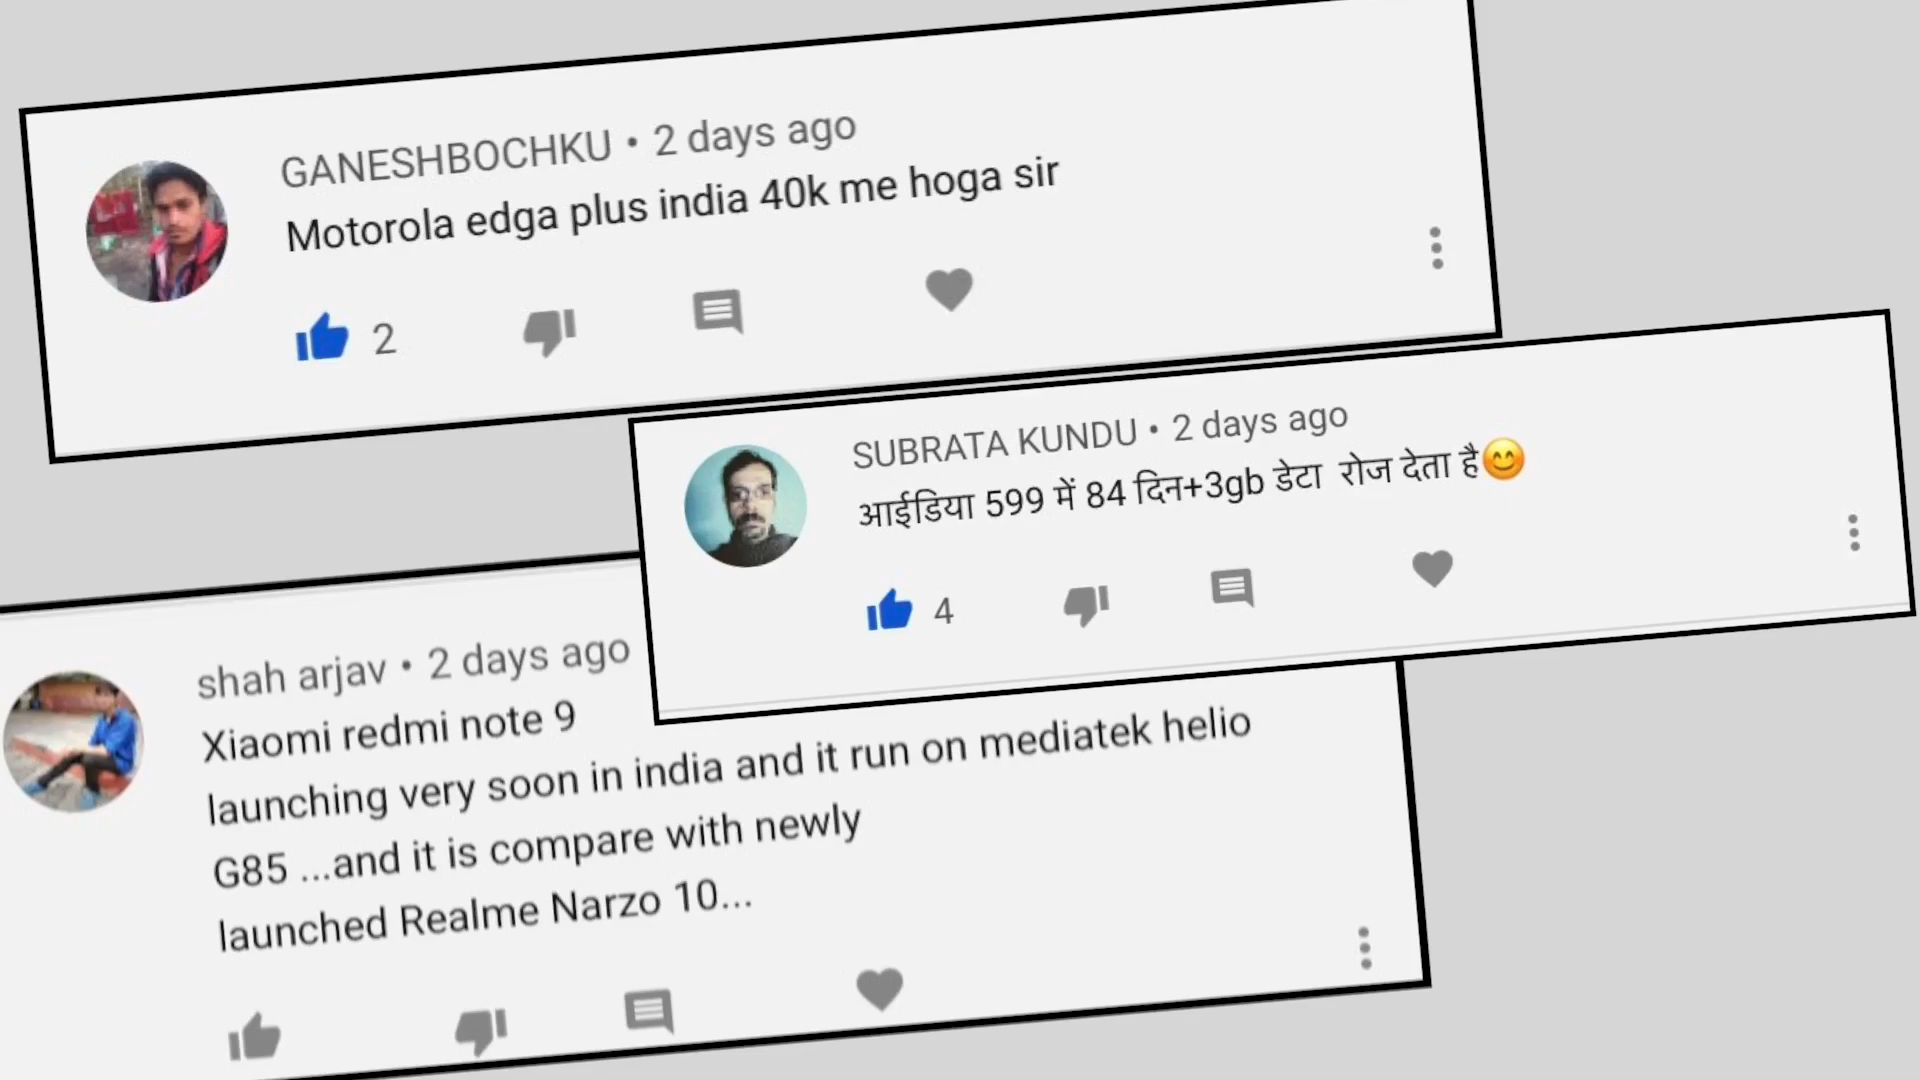 GANESHBOCHKU • 2 days ago
Motorola edga plus india 40k me hoga sir
2
SUBRATA KUNDU • 2 days ago
आईडिया 599 में 84 दिन+3gb डेटा रोज देता है😊
4
shah arjav • 2 days ago
Xiaomi redmi note 9
launching very soon in india and it run on mediatek helio
G85 ...and it is compare with newly
launched Realme Narzo 10...